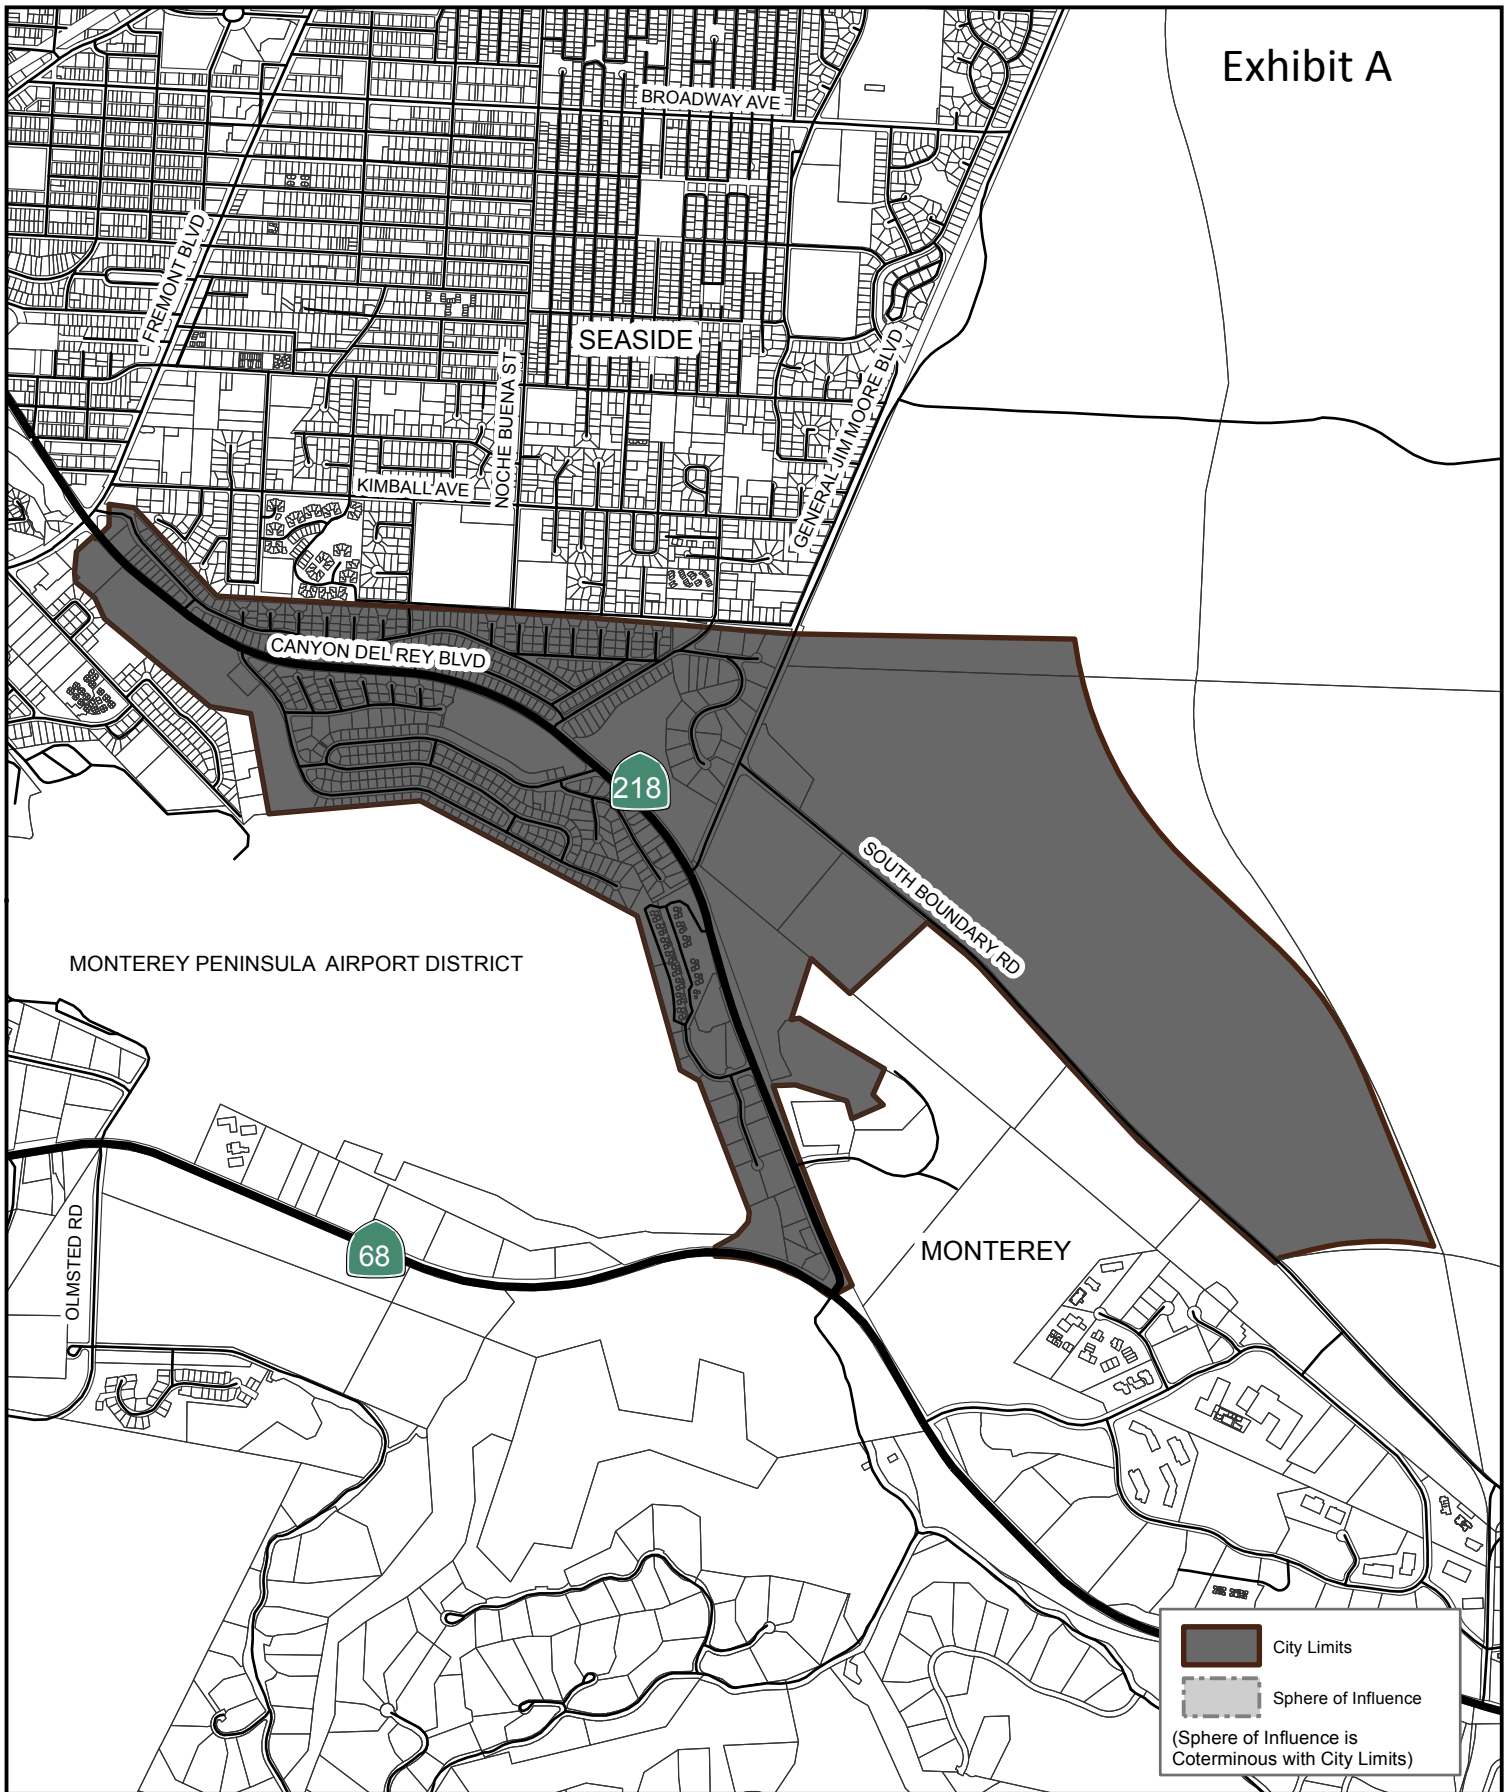 Exhibit A
BROADWAY AVE
FREMONT BLVD
SEASIDE
NOCHE BUENA ST
GENERAL JIM MOORE BLVD
KIMBALL AVE
CANYON DEL REY BLVD
218
SOUTH BOUNDARY RD
MONTEREY PENINSULA AIRPORT DISTRICT
OLMSTED RD
68
MONTEREY
City Limits
Sphere of Influence
(Sphere of Influence is
Coterminous with City Limits)